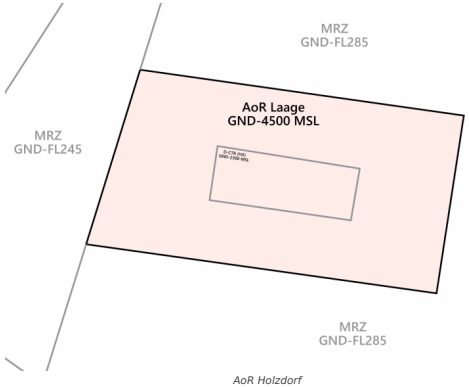 MRZ
GND-FL285
AoR Laage
GND-4500 MSL
MRZ
GND-FL245
D-CTR (HX)
GND-2500 MSL
MRZ
GND-FL285
AoR Holzdorf